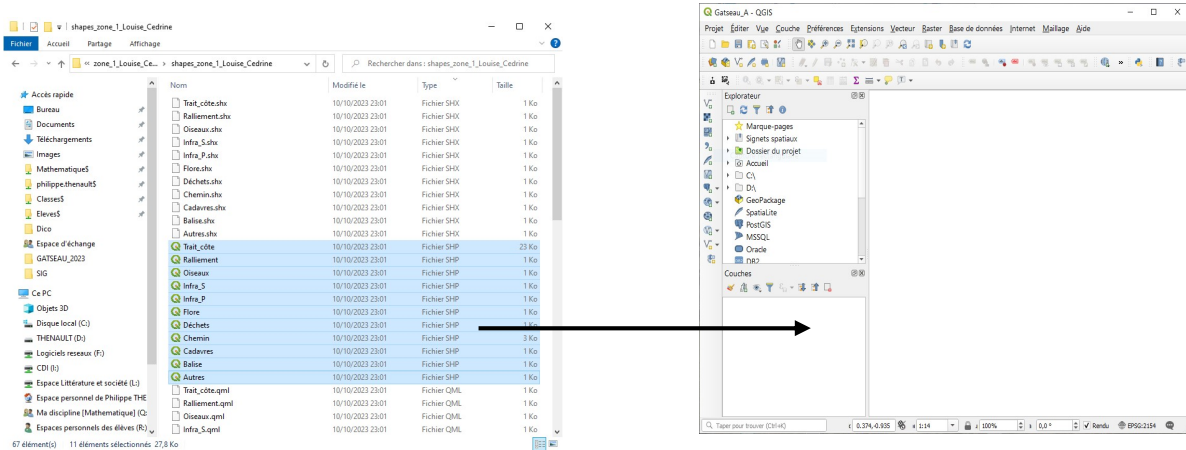 shapes_zone_1_Louise_Cedrine
Fichier Accueil Partage Affichage
« zone_1_Louise_Ce... > shapes_zone_1_Louise_Cedrine Rechercher dans : shapes_zone_1_Louise_Cedrine
Accès rapide
Bureau
Documents
Téléchargements
Images
Mathematique$
philippe.thenault$
Classes$
Eleves$
Dico
Espace d'échange
GATSEAU_2023
SIG
Ce PC
Objets 3D
Disque local (C:)
THENAULT (D:)
Logiciels reseaux (F:)
CDI (I:)
Espace Littérature et société (L:)
Espace personnel de Philippe THE
Ma discipline [Mathematique] (Q:
Espaces personnels des élèves (R:)
Nom Modifié le Type Taille
Trait_côte.shx 10/10/2023 23:01 Fichier SHX 1 Ko
Ralliement.shx 10/10/2023 23:01 Fichier SHX 1 Ko
Oiseaux.shx 10/10/2023 23:01 Fichier SHX 1 Ko
Infra_S.shx 10/10/2023 23:01 Fichier SHX 1 Ko
Infra_P.shx 10/10/2023 23:01 Fichier SHX 1 Ko
Flore.shx 10/10/2023 23:01 Fichier SHX 1 Ko
Déchets.shx 10/10/2023 23:01 Fichier SHX 1 Ko
Chemin.shx 10/10/2023 23:01 Fichier SHX 1 Ko
Cadavres.shx 10/10/2023 23:01 Fichier SHX 1 Ko
Balise.shx 10/10/2023 23:01 Fichier SHX 1 Ko
Autres.shx 10/10/2023 23:01 Fichier SHX 1 Ko
Trait_côte 10/10/2023 23:01 Fichier SHP 23 Ko
Ralliement 10/10/2023 23:01 Fichier SHP 1 Ko
Oiseaux 10/10/2023 23:01 Fichier SHP 1 Ko
Infra_S 10/10/2023 23:01 Fichier SHP 1 Ko
Infra_P 10/10/2023 23:01 Fichier SHP 1 Ko
Flore 10/10/2023 23:01 Fichier SHP 1 Ko
Déchets 10/10/2023 23:01 Fichier SHP 1 Ko
Chemin 10/10/2023 23:01 Fichier SHP 3 Ko
Cadavres 10/10/2023 23:01 Fichier SHP 1 Ko
Balise 10/10/2023 23:01 Fichier SHP 1 Ko
Autres 10/10/2023 23:01 Fichier SHP 1 Ko
Trait_côte.qml 10/10/2023 23:01 Fichier QML 1 Ko
Ralliement.qml 10/10/2023 23:01 Fichier QML 1 Ko
Oiseaux.qml 10/10/2023 23:01 Fichier QML 1 Ko
Infra_S.qml 10/10/2023 23:01 Fichier QML 1 Ko
67 élément(s) 11 éléments sélectionnés 27,8 Ko
Gatseau_A - QGIS
Projet Éditer Vue Couche Préférences Extensions Vecteur Raster Base de données Internet Maillage Aide
Explorateur
Marque-pages
Signets spatiaux
Dossier du projet
Accueil
C:\
D:\
GeoPackage
SpatiaLite
PostGIS
MSSQL
Oracle
DB2
Couches
Taper pour trouver (Ctrl+K) 0.374,-0.935 1:14 100% 0,0 ° Rendu EPSG:2154